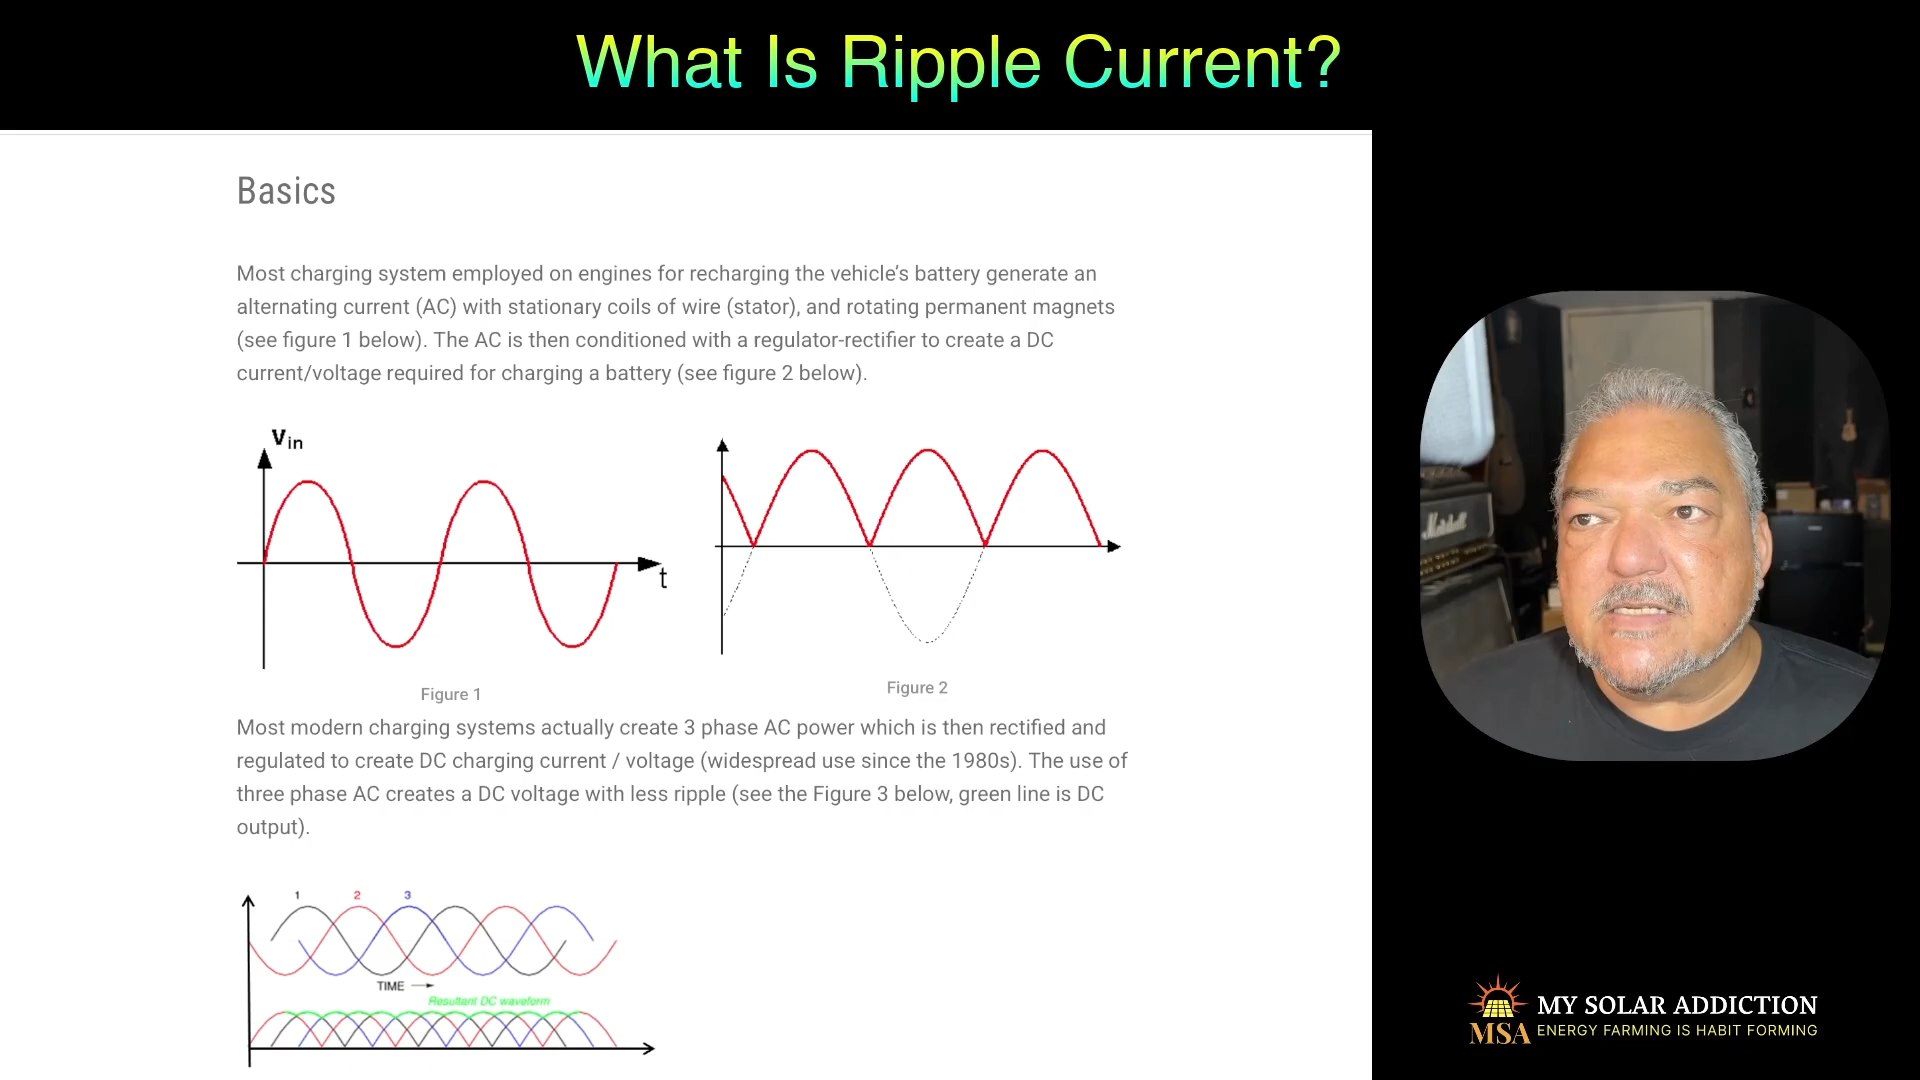 What Is Ripple Current?
Basics
Most charging system employed on engines for recharging the vehicle's battery generate an
alternating current (AC) with stationary coils of wire (stator), and rotating permanent magnets
(see figure 1 below). The AC is then conditioned with a regulator-rectifier to create a DC
current/voltage required for charging a battery (see figure 2 below).
Vin
t
Figure 1
Figure 2
Most modern charging systems actually create 3 phase AC power which is then rectified and
regulated to create DC charging current / voltage (widespread use since the 1980s). The use of
three phase AC creates a DC voltage with less ripple (see the Figure 3 below, green line is DC
output).
1 2 3
TIME
Resultant DC waveform
Marshall
MSA
MY SOLAR ADDICTION
ENERGY FARMING IS HABIT FORMING